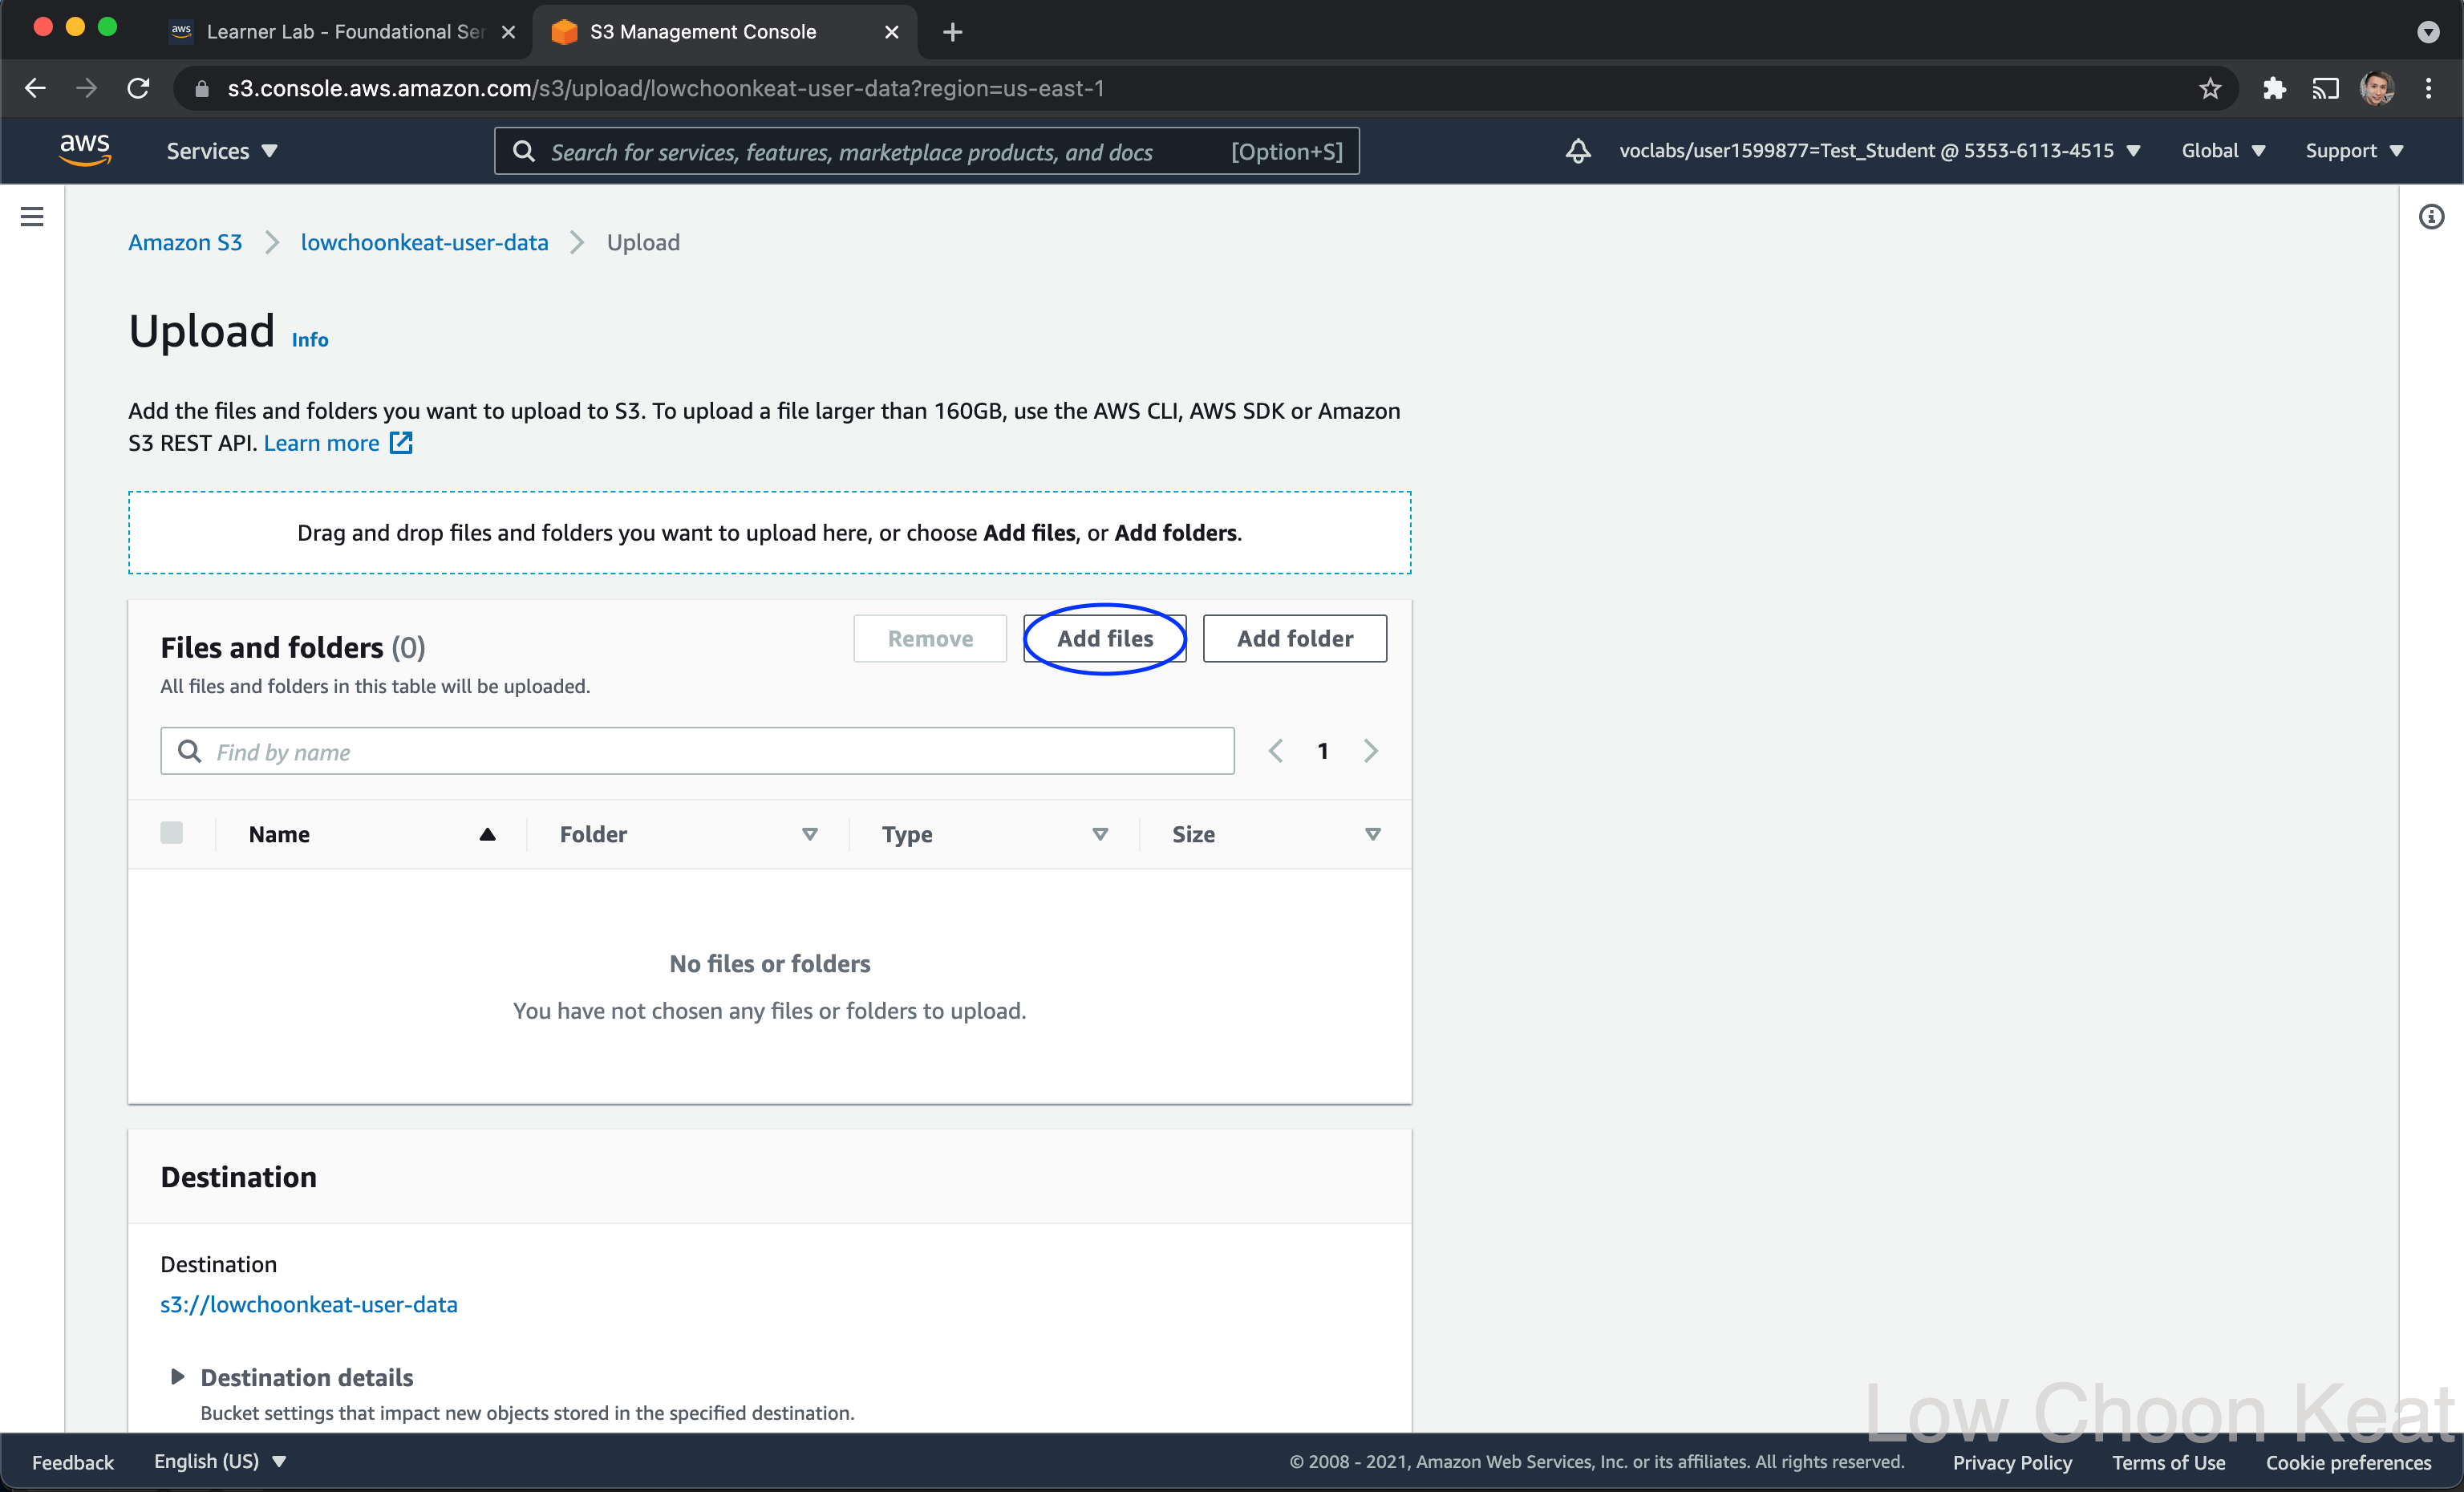 aws Learner Lab - Foundational Ser
S3 Management Console
s3.console.aws.amazon.com/s3/upload/lowchoonkeat-user-data?region=us-east-1
aws Services Search for services, features, marketplace products, and docs [Option+S] voclabs/user1599877=Test_Student @ 5353-6113-4515 Global Support
Amazon S3 lowchoonkeat-user-data Upload
Upload Info
Add the files and folders you want to upload to S3. To upload a file larger than 160GB, use the AWS CLI, AWS SDK or Amazon
S3 REST API. Learn more
Drag and drop files and folders you want to upload here, or choose Add files, or Add folders.
Files and folders (0) Remove Add files Add folder
All files and folders in this table will be uploaded.
Find by name 1
Name Folder Type Size
No files or folders
You have not chosen any files or folders to upload.
Destination
Destination
s3://lowchoonkeat-user-data
Destination details
Bucket settings that impact new objects stored in the specified destination.
Low Choon Keat
Feedback English (US) © 2008 - 2021, Amazon Web Services, Inc. or its affiliates. All rights reserved. Privacy Policy Terms of Use Cookie preferences